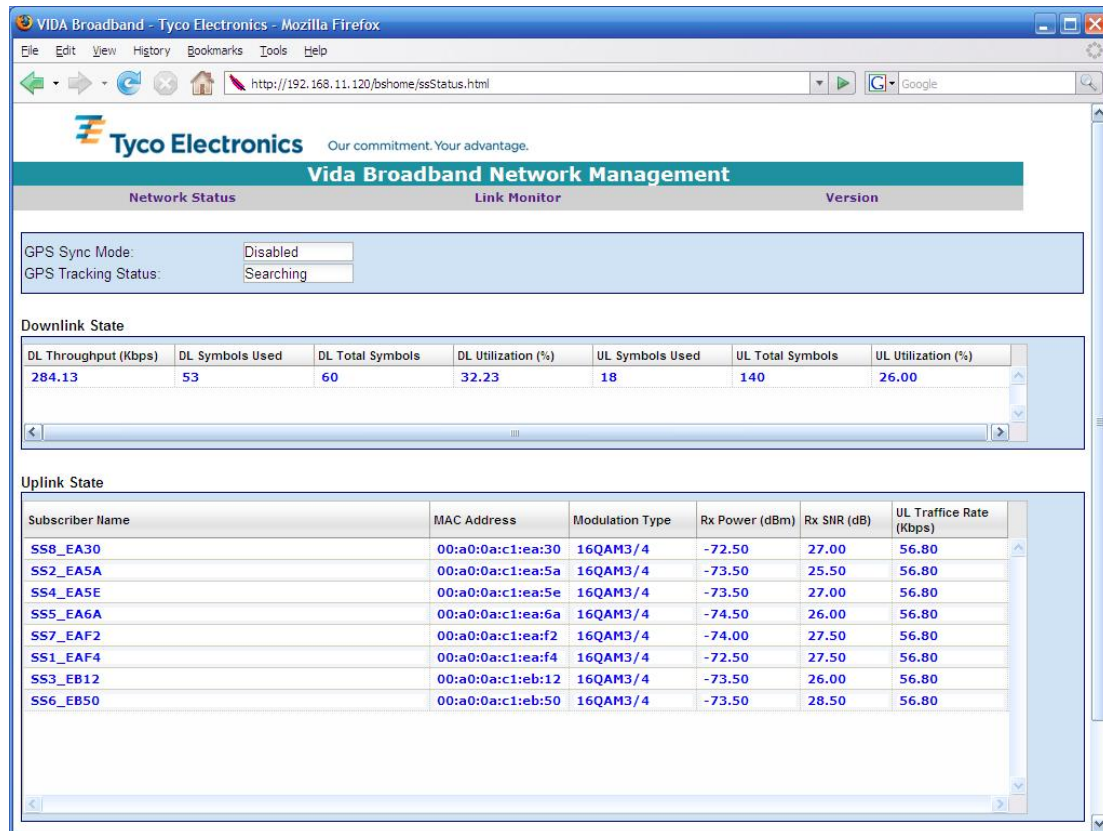 VIDA Broadband - Tyco Electronics - Mozilla Firefox
File Edit View History Bookmarks Tools Help
http://192.168.11.120/bshome/ssStatus.html G Google
Tyco Electronics Our commitment. Your advantage.
Vida Broadband Network Management
Network Status Link Monitor Version
GPS Sync Mode: Disabled
GPS Tracking Status: Searching
Downlink State
DL Throughput (Kbps) DL Symbols Used DL Total Symbols DL Utilization (%) UL Symbols Used UL Total Symbols UL Utilization (%)
284.13 53 60 32.23 18 140 26.00
Uplink State
Subscriber Name MAC Address Modulation Type Rx Power (dBm) Rx SNR (dB) UL Traffice Rate (Kbps)
SS8_EA30 00:a0:0a:c1:ea:30 16QAM3/4 -72.50 27.00 56.80
SS2_EA5A 00:a0:0a:c1:ea:5a 16QAM3/4 -73.50 25.50 56.80
SS4_EA5E 00:a0:0a:c1:ea:5e 16QAM3/4 -73.50 27.00 56.80
SS5_EA6A 00:a0:0a:c1:ea:6a 16QAM3/4 -74.50 26.00 56.80
SS7_EAF2 00:a0:0a:c1:ea:f2 16QAM3/4 -74.00 27.50 56.80
SS1_EAF4 00:a0:0a:c1:ea:f4 16QAM3/4 -72.50 27.50 56.80
SS3_EB12 00:a0:0a:c1:eb:12 16QAM3/4 -73.50 26.00 56.80
SS6_EB50 00:a0:0a:c1:eb:50 16QAM3/4 -73.50 28.50 56.80